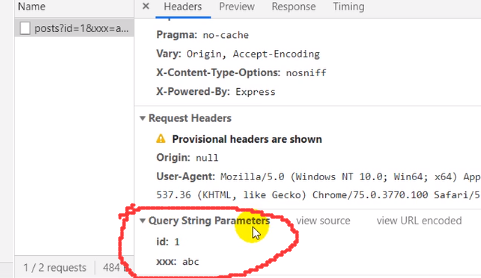 Name
× Headers Preview Response Timing
posts?id=1&xxx=a...
Pragma: no-cache
Vary: Origin, Accept-Encoding
X-Content-Type-Options: nosniff
X-Powered-By: Express
▼ Request Headers
⚠ Provisional headers are shown
Origin: null
User-Agent: Mozilla/5.0 (Windows NT 10.0; Win64; x64) App
537.36 (KHTML, like Gecko) Chrome/75.0.3770.100 Safari/5
▼ Query String Parameters view source view URL encoded
id: 1
xxx: abc
1 / 2 requests 484